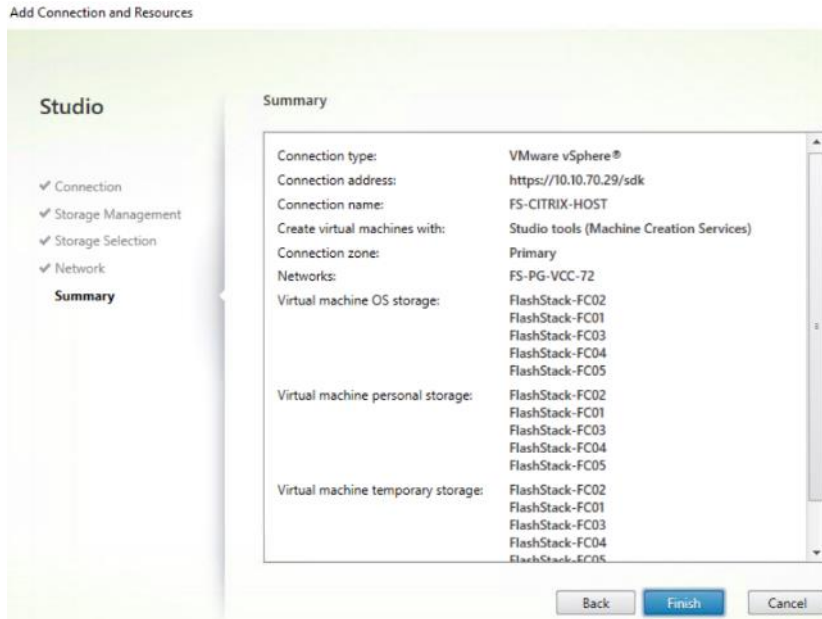 Add Connection and Resources
Studio
✔ Connection
✔ Storage Management
✔ Storage Selection
✔ Network
Summary
Summary
Connection type: VMware vSphere®
Connection address: https://10.10.70.29/sdk
Connection name: FS-CITRIX-HOST
Create virtual machines with: Studio tools (Machine Creation Services)
Connection zone: Primary
Networks: FS-PG-VCC-72
Virtual machine OS storage: FlashStack-FC02
FlashStack-FC01
FlashStack-FC03
FlashStack-FC04
FlashStack-FC05
Virtual machine personal storage: FlashStack-FC02
FlashStack-FC01
FlashStack-FC03
FlashStack-FC04
FlashStack-FC05
Virtual machine temporary storage: FlashStack-FC02
FlashStack-FC01
FlashStack-FC03
FlashStack-FC04
FlashStack-FC05
Back Finish Cancel